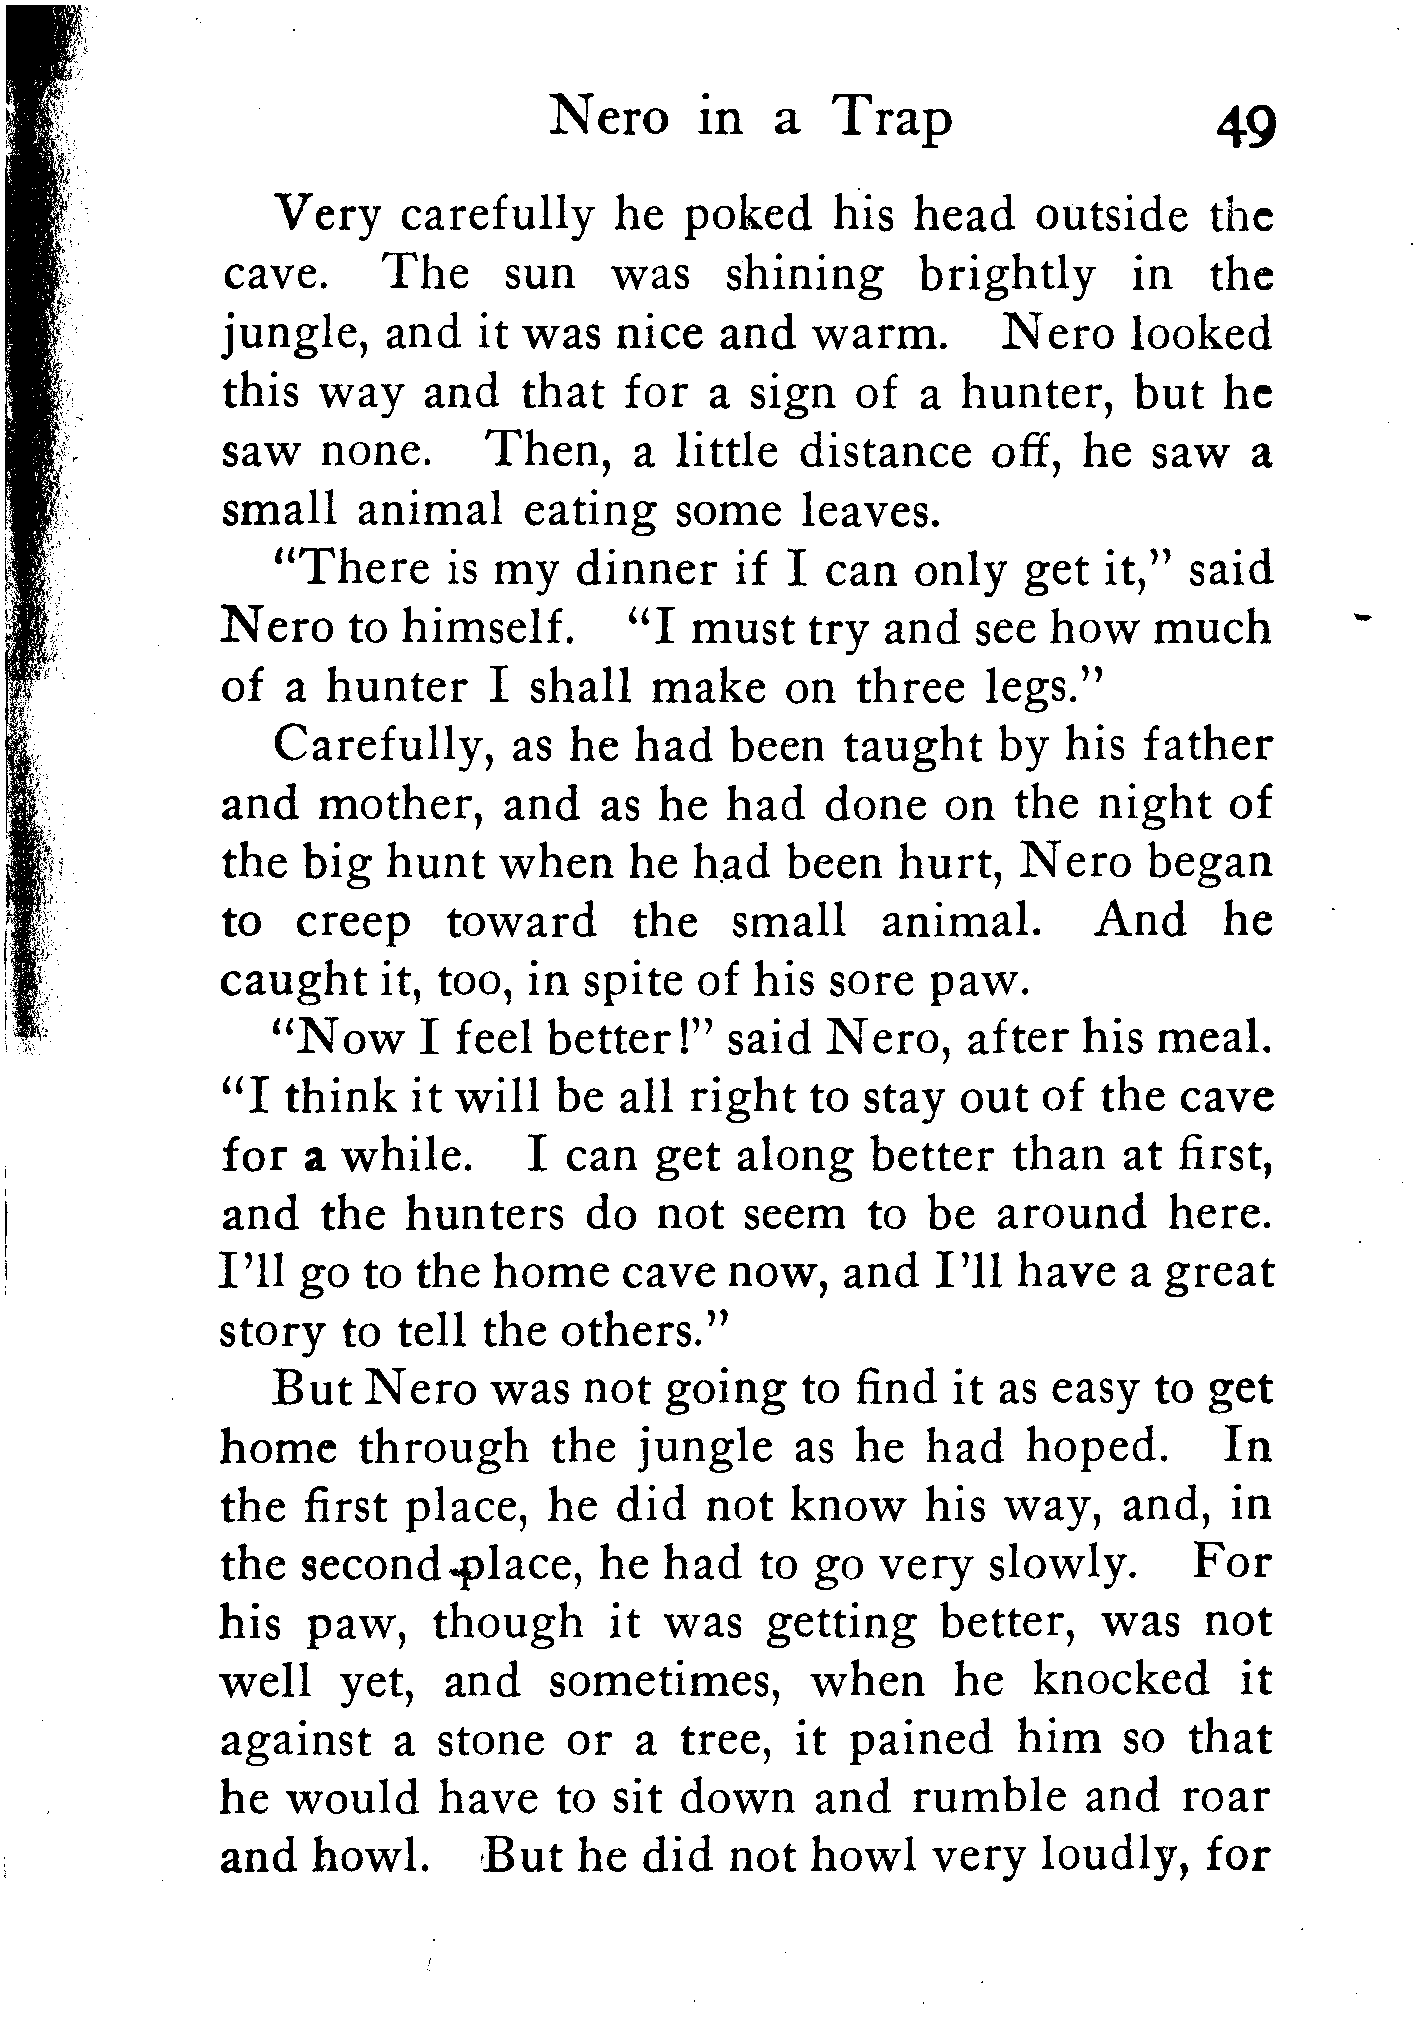 Nero in a Trap 49
Very carefully he poked his head outside the
cave. The sun was shining brightly in the
jungle, and it was nice and warm. Nero looked
this way and that for a sign of a hunter, but he
saw none. Then, a little distance off, he saw a
small animal eating some leaves.
"There is my dinner if I can only get it," said
Nero to himself. "I must try and see how much
of a hunter I shall make on three legs."
Carefully, as he had been taught by his father
and mother, and as he had done on the night of
the big hunt when he had been hurt, Nero began
to creep toward the small animal. And he
caught it, too, in spite of his sore paw.
"Now I feel better!" said Nero, after his meal.
"I think it will be all right to stay out of the cave
for a while. I can get along better than at first,
and the hunters do not seem to be around here.
I'll go to the home cave now, and I'll have a great
story to tell the others."
But Nero was not going to find it as easy to get
home through the jungle as he had hoped. In
the first place, he did not know his way, and, in
the second place, he had to go very slowly. For
his paw, though it was getting better, was not
well yet, and sometimes, when he knocked it
against a stone or a tree, it pained him so that
he would have to sit down and rumble and roar
and howl. But he did not howl very loudly, for